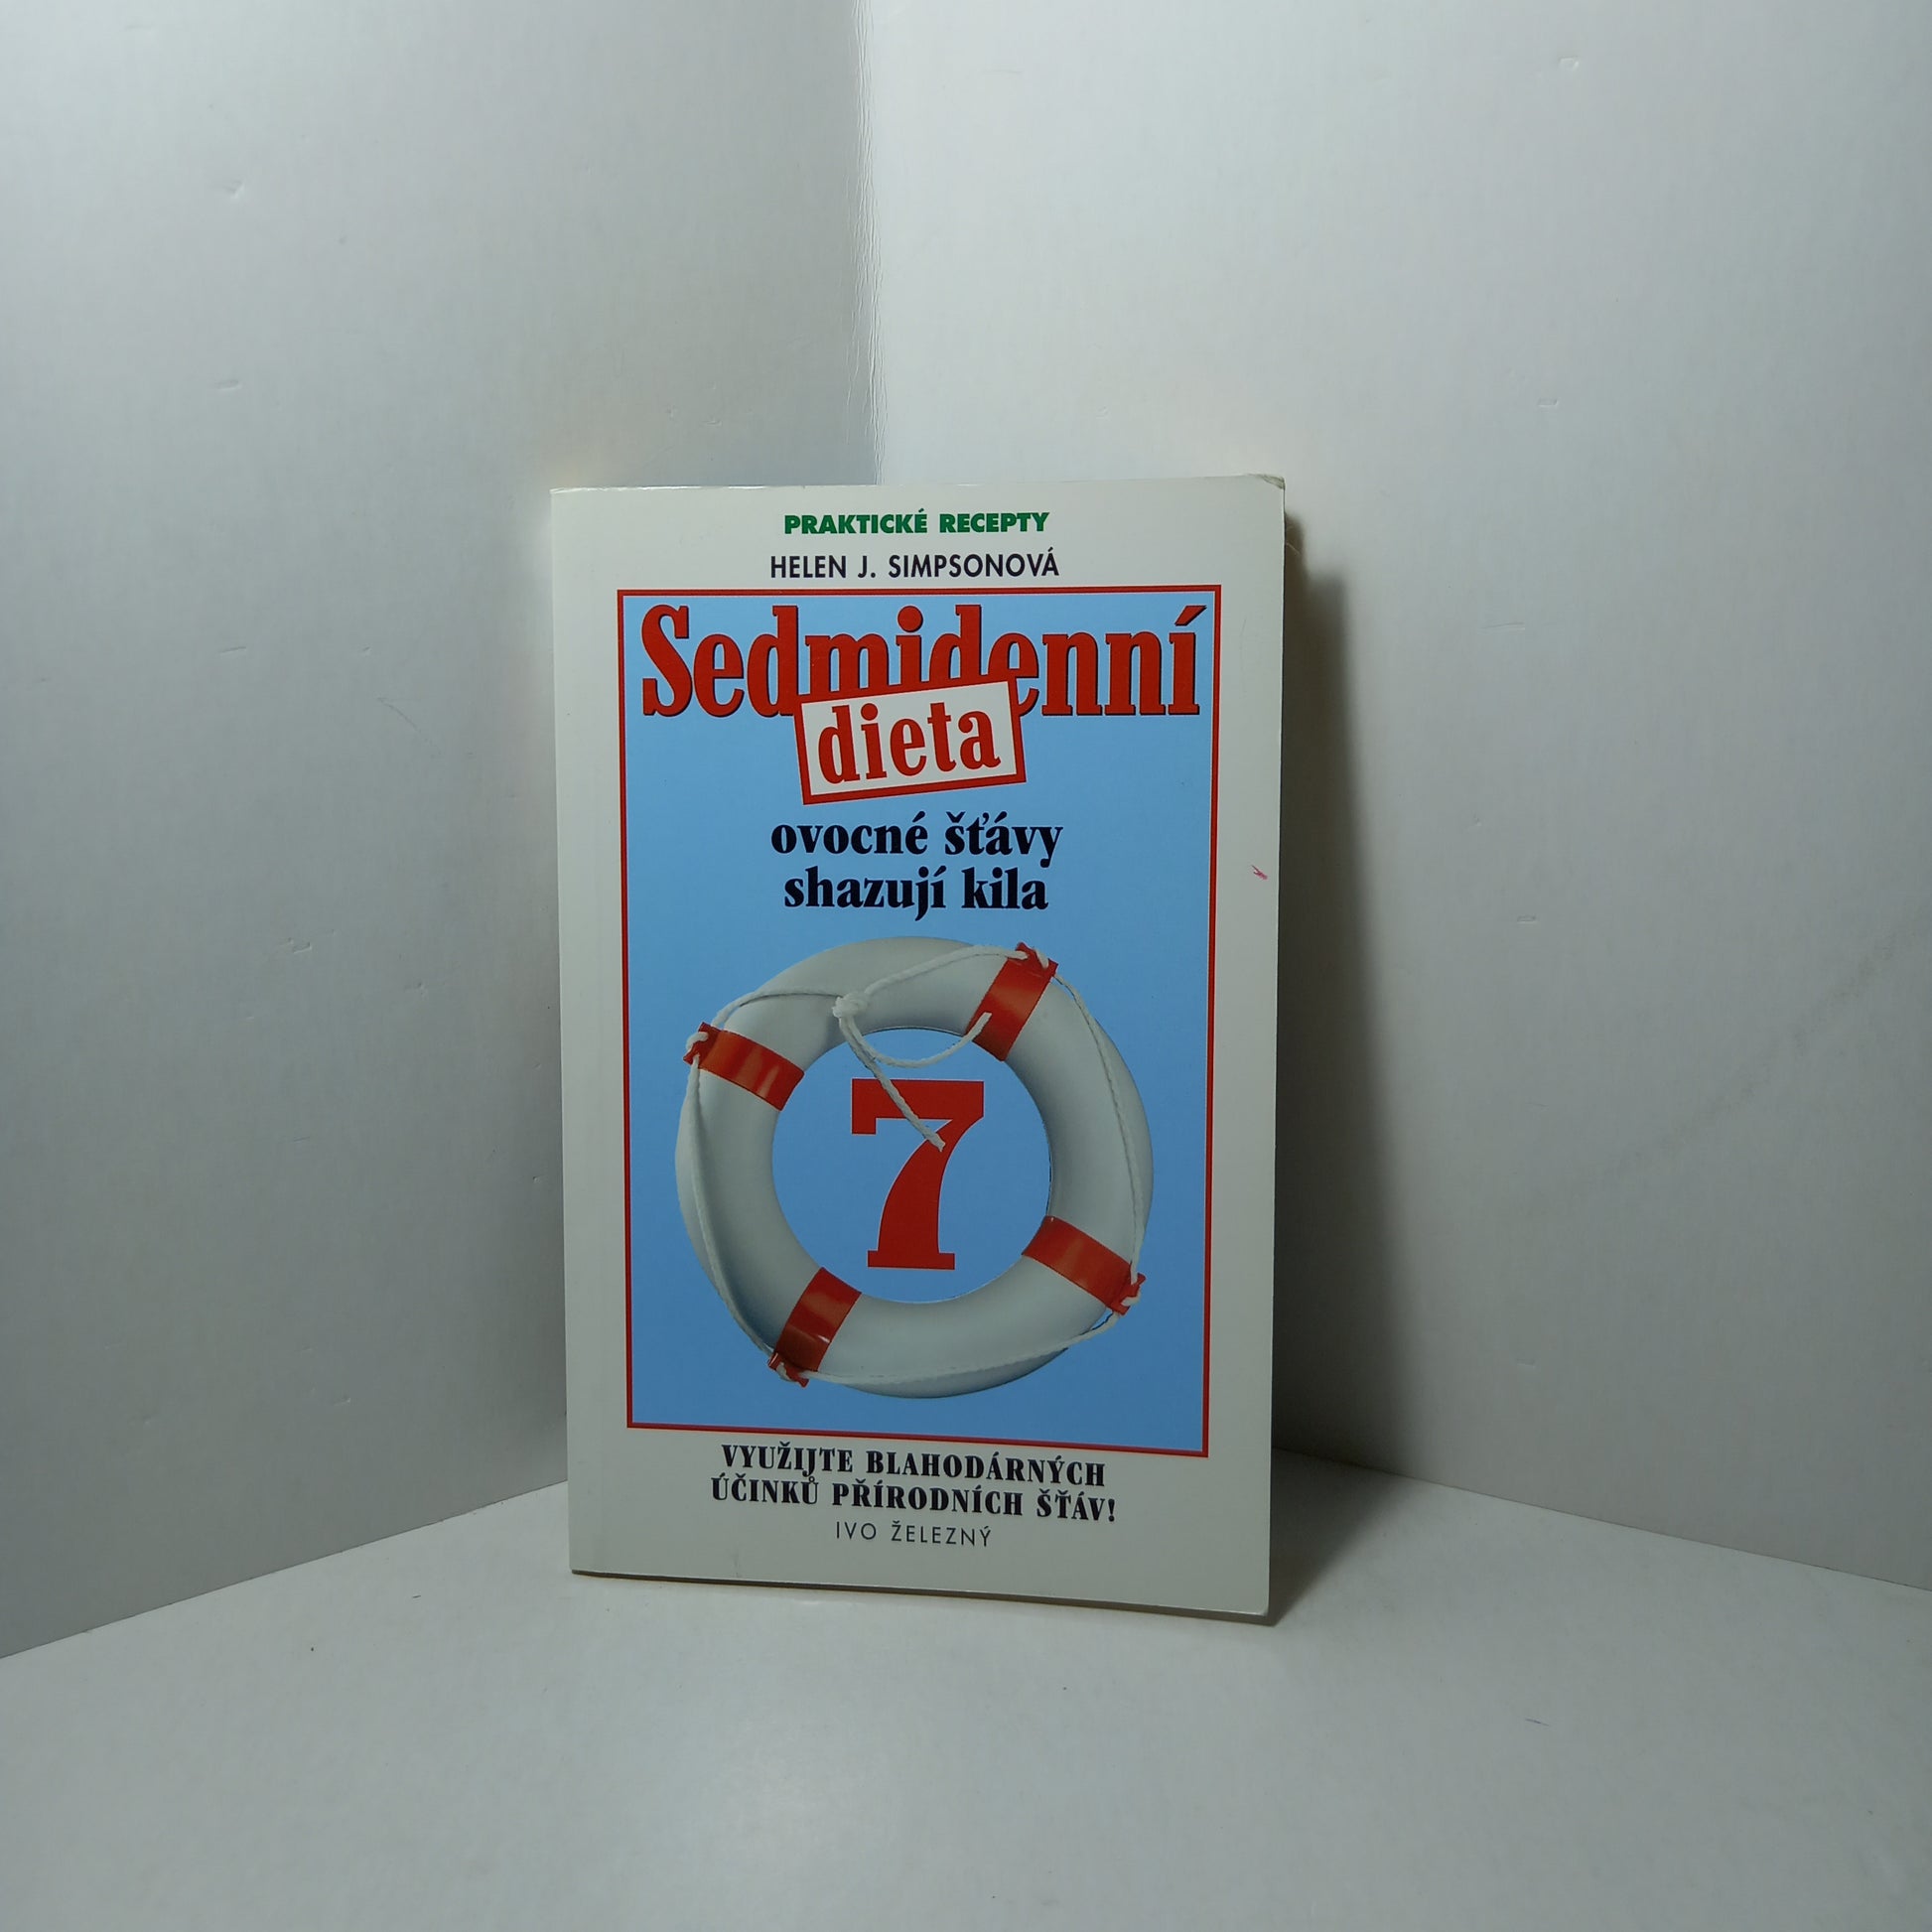 PRAKTICKÉ RECEPTY
HELEN J. SIMPSONOVÁ
Sedmidenní
dieta
ovocné šťávy
shazují kila
7
VYUŽIJTE BLAHODÁRNÝCH
ÚČINKŮ PŘÍRODNÍCH ŠŤÁV!
IVO ŽELEZNÝ